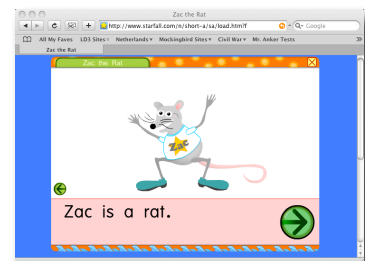 Zac the Rat
http://www.starfall.com/n/short-a/sa/load.htm?f
Google
All My Faves LD3 Sites Netherlands Mockingbird Sites Civil War Mr. Anker Tests
Zac the Rat
Zac the Rat
Zac
Zac is a rat.